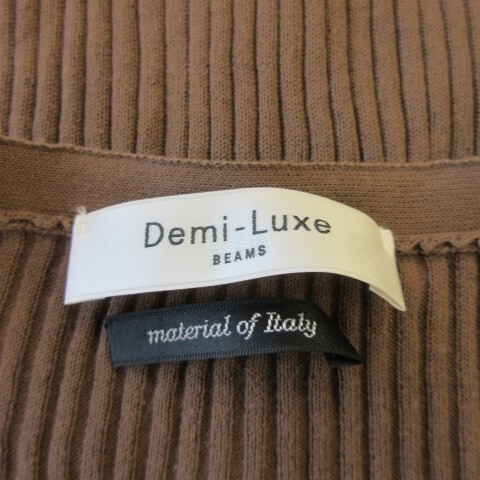 Demi-Luxe
BEAMS
material of Italy